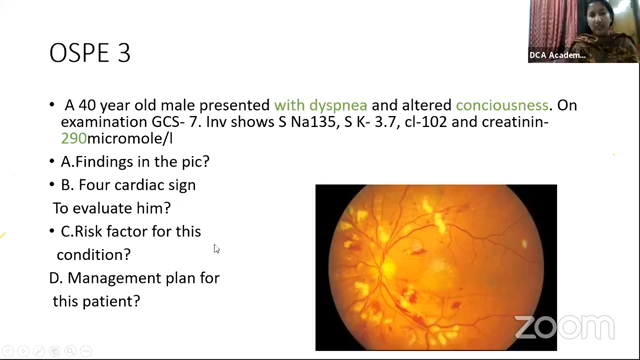 DCA Academ...
OSPE 3
• A 40 year old male presented with dyspnea and altered conciousness. On
examination GCS- 7. Inv shows S Na135, S K- 3.7, cl-102 and creatinin-
290micromole/l
• A.Findings in the pic?
• B. Four cardiac sign
To evaluate him?
• C.Risk factor for this
condition?
D. Management plan for
this patient?
zoom